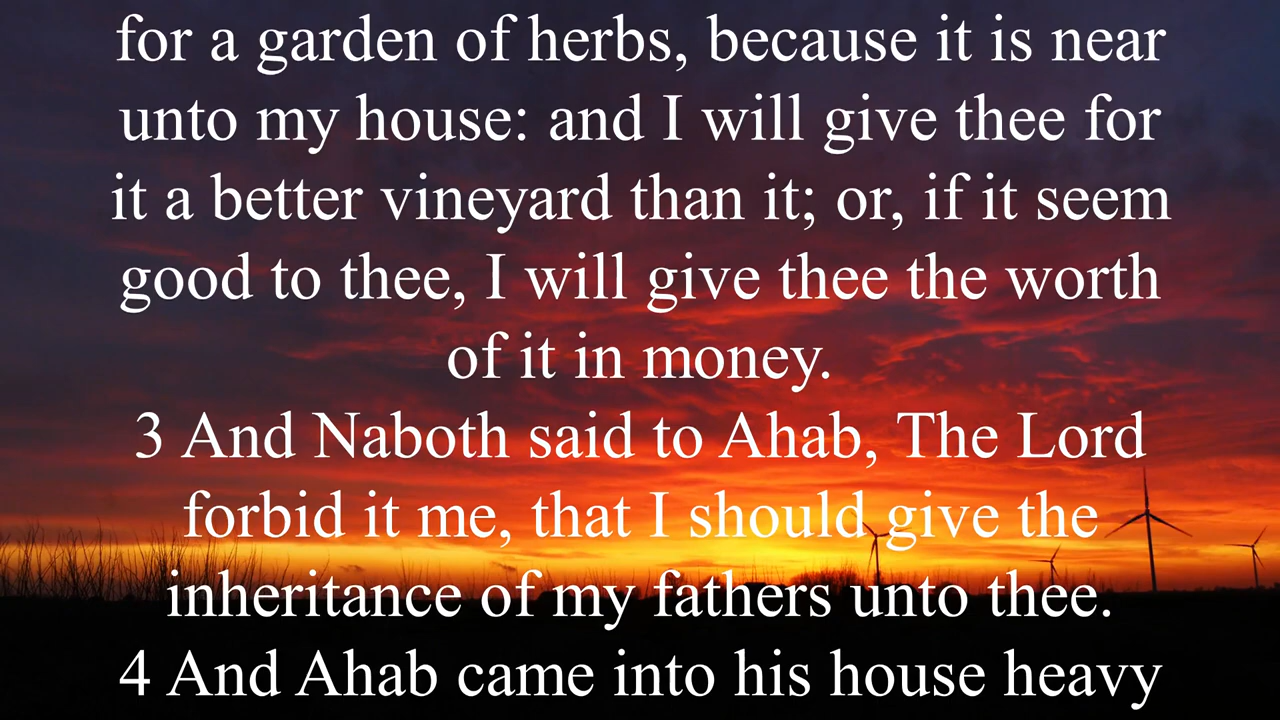 for a garden of herbs, because it is near
unto my house: and I will give thee for
it a better vineyard than it; or, if it seem
good to thee, I will give thee the worth
of it in money.
3 And Naboth said to Ahab, The Lord
forbid it me, that I should give the
inheritance of my fathers unto thee.
4 And Ahab came into his house heavy